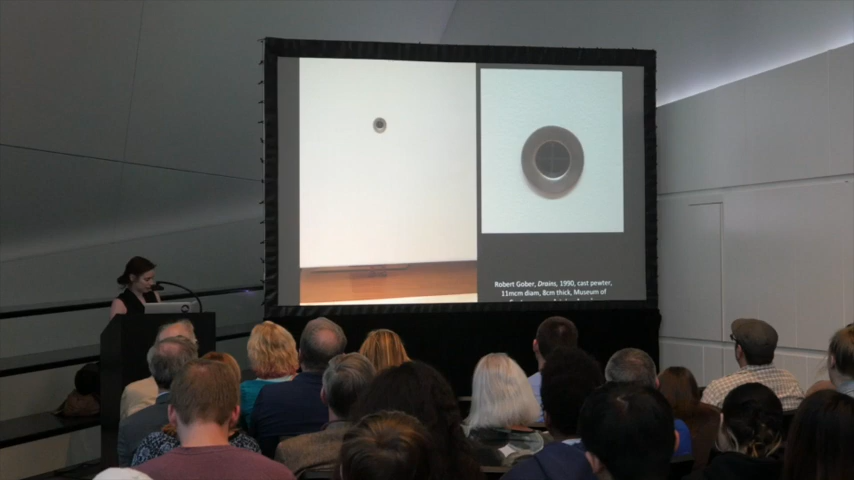 Robert Gober, Drains, 1990, cast pewter,
11mcm diam, 8cm thick, Museum of